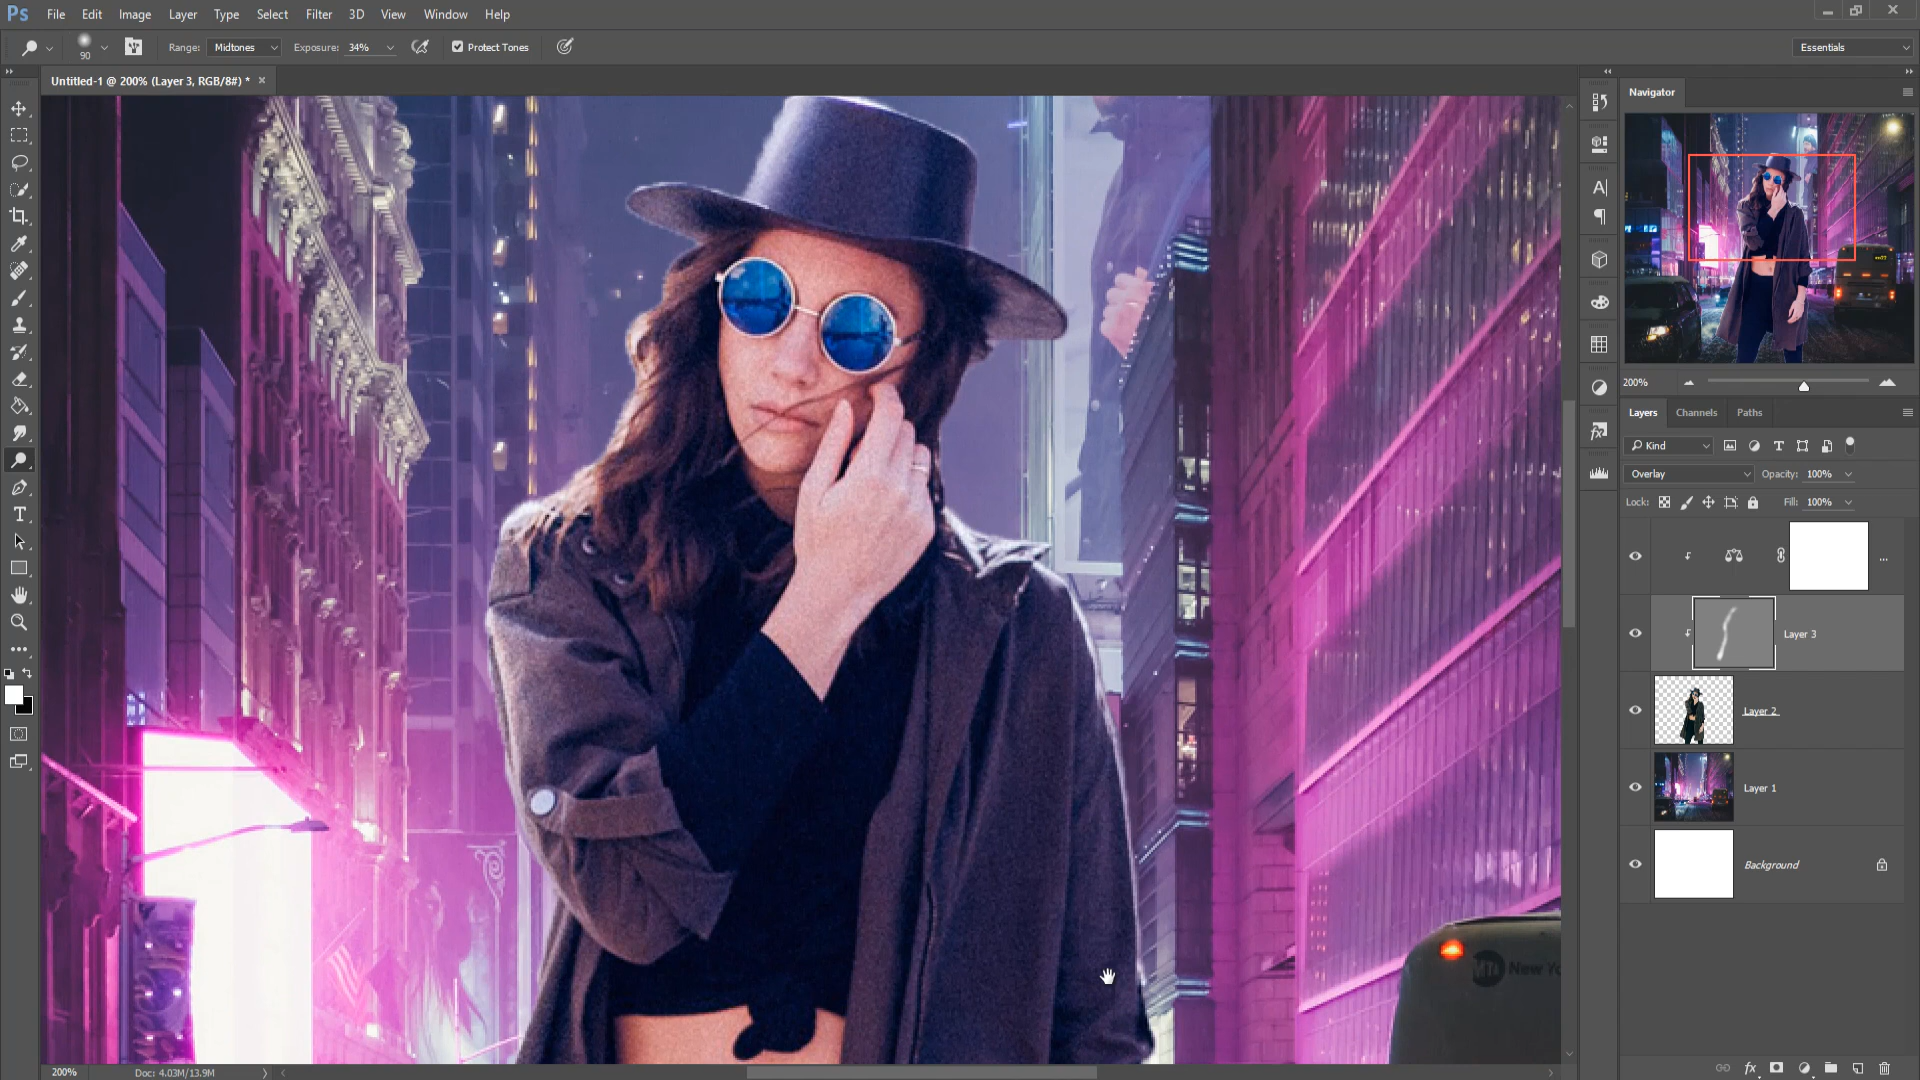 Ps File Edit Image Layer Type Select Filter 3D View Window Help
90 Range: Midtones Exposure: 34% Protect Tones Essentials
Untitled-1 @ 200% (Layer 3, RGB/8#) * ×
Navigator
200%
Layers Channels Paths
Kind
Overlay Opacity: 100%
Lock: Fill: 100%
...
Layer 3
Layer 2
Layer 1
Background
MTA New Yo
200% Doc: 4.03M/13.9M